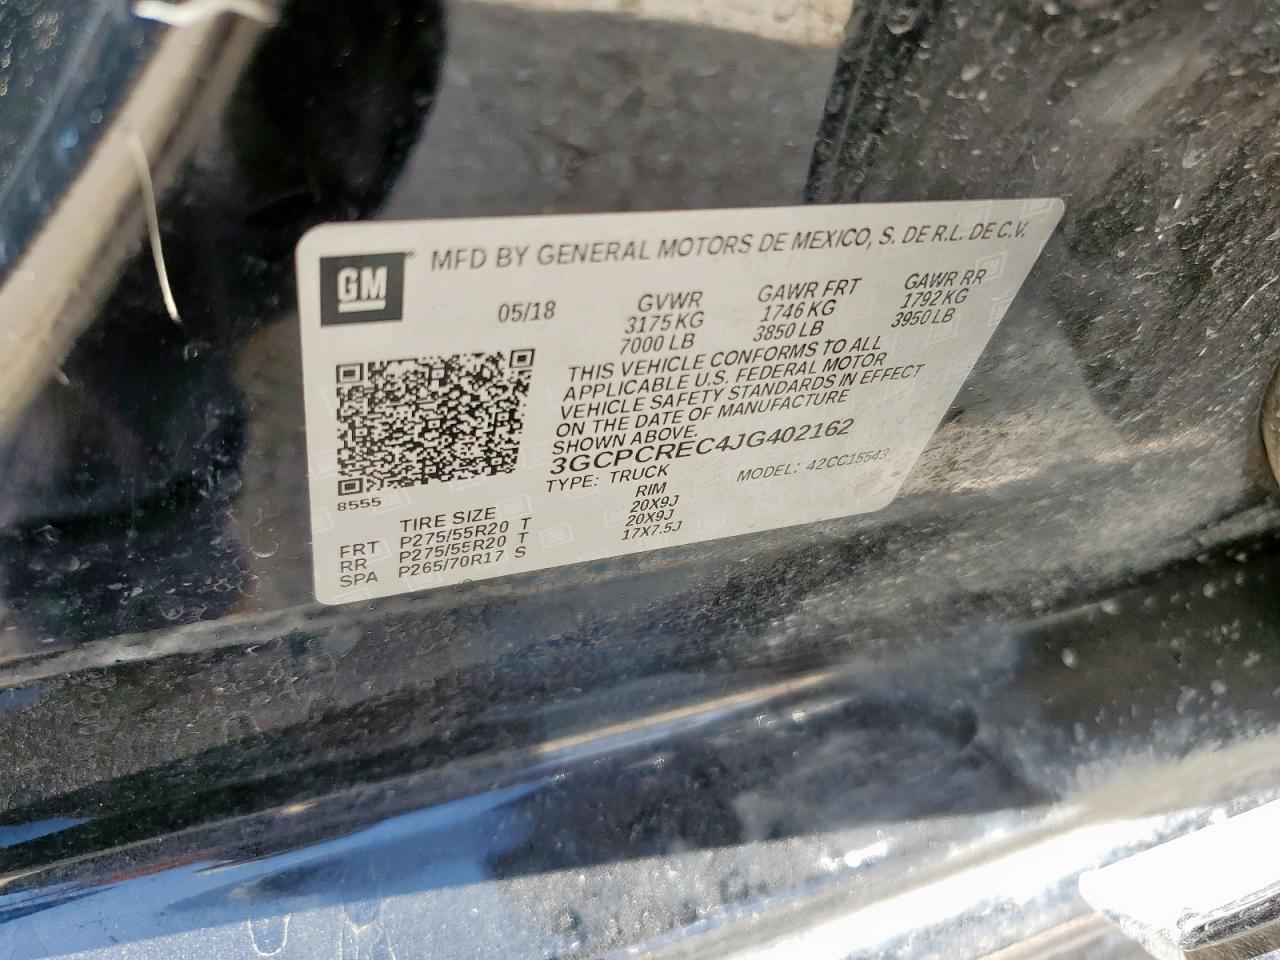 GM
MFD BY GENERAL MOTORS DE MEXICO, S. DE R.L. DE C.V.
05/18
GVWR
3175 KG
7000 LB
GAWR FRT
1746 KG
3850 LB
GAWR RR
1792 KG
3950 LB
THIS VEHICLE CONFORMS TO ALL
APPLICABLE U.S. FEDERAL MOTOR
VEHICLE SAFETY STANDARDS IN EFFECT
ON THE DATE OF MANUFACTURE
SHOWN ABOVE.
3GCPCREC4JG402162
TYPE: TRUCK
MODEL: 42CC15543
8555
TIRE SIZE RIM
FRT P275/55R20 T 20X9J
RR P275/55R20 T 20X9J
SPA P265/70R17 S 17X7.5J